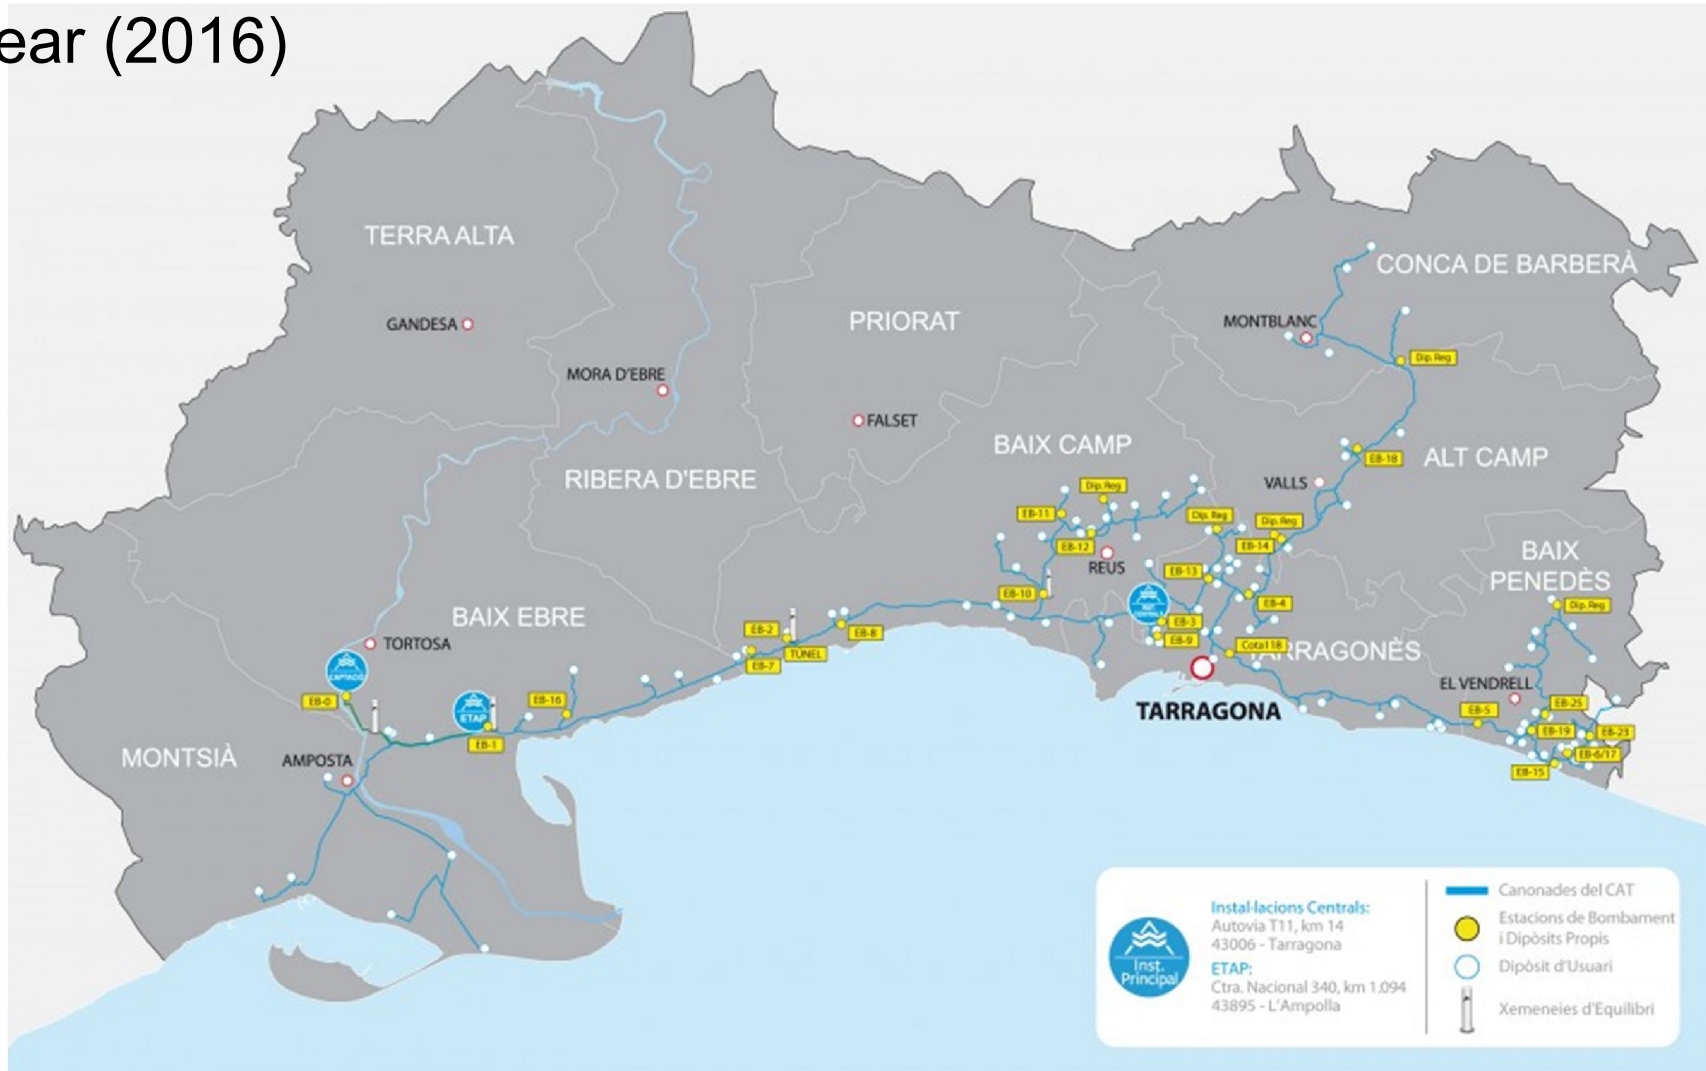 ear (2016)
TERRA ALTA
CONCA DE BARBERÀ
GANDESA
PRIORAT
MONTBLANC
Dip. Reg
MORA D'EBRE
FALSET
BAIX CAMP
ALT CAMP
EB-18
RIBERA D'EBRE
VALLS
Dip. Reg
EB-11
Dip. Reg
Dip. Reg
EB-12
EB-14
REUS
BAIX
PENEDÈS
EB-13
EB-10
EB-4
Dip. Reg
BAIX EBRE
EB-3
EB-2
EB-8
EB-9
TORTOSA
TÚNEL
Cota118
TARRAGONÈS
EB-7
CAPTACIÓ
EL VENDRELL
TARRAGONA
EB-0
EB-16
EB-25
EB-5
ETAP
EB-19
EB-23
EB-1
MONTSIÀ
AMPOSTA
EB-6/17
EB-15
Inst.
Principal
Instal·lacions Centrals:
Autovia T11, km 14
43006 - Tarragona
ETAP:
Ctra. Nacional 340, km 1.094
43895 - L'Ampolla
Canonades del CAT
Estacions de Bombament
i Dipòsits Propis
Dipòsit d'Usuari
Xemeneies d'Equilibri